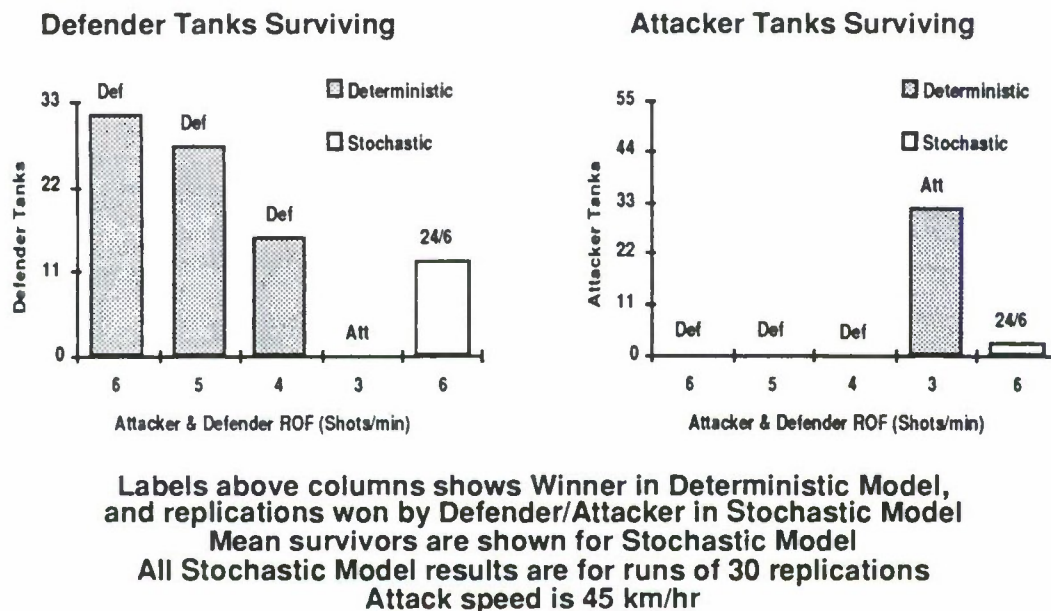 Defender Tanks Surviving
Defender Tanks
33
22
11
0
Def
Def
Def
Att
24/6
Deterministic
Stochastic
6 5 4 3 6
Attacker & Defender ROF (Shots/min)
Attacker Tanks Surviving
Attacker Tanks
55
44
33
22
11
0
Def
Def
Def
Att
24/6
Deterministic
Stochastic
6 5 4 3 6
Attacker & Defender ROF (Shots/min)
Labels above columns shows Winner in Deterministic Model,
and replications won by Defender/Attacker in Stochastic Model
Mean survivors are shown for Stochastic Model
All Stochastic Model results are for runs of 30 replications
Attack speed is 45 km/hr